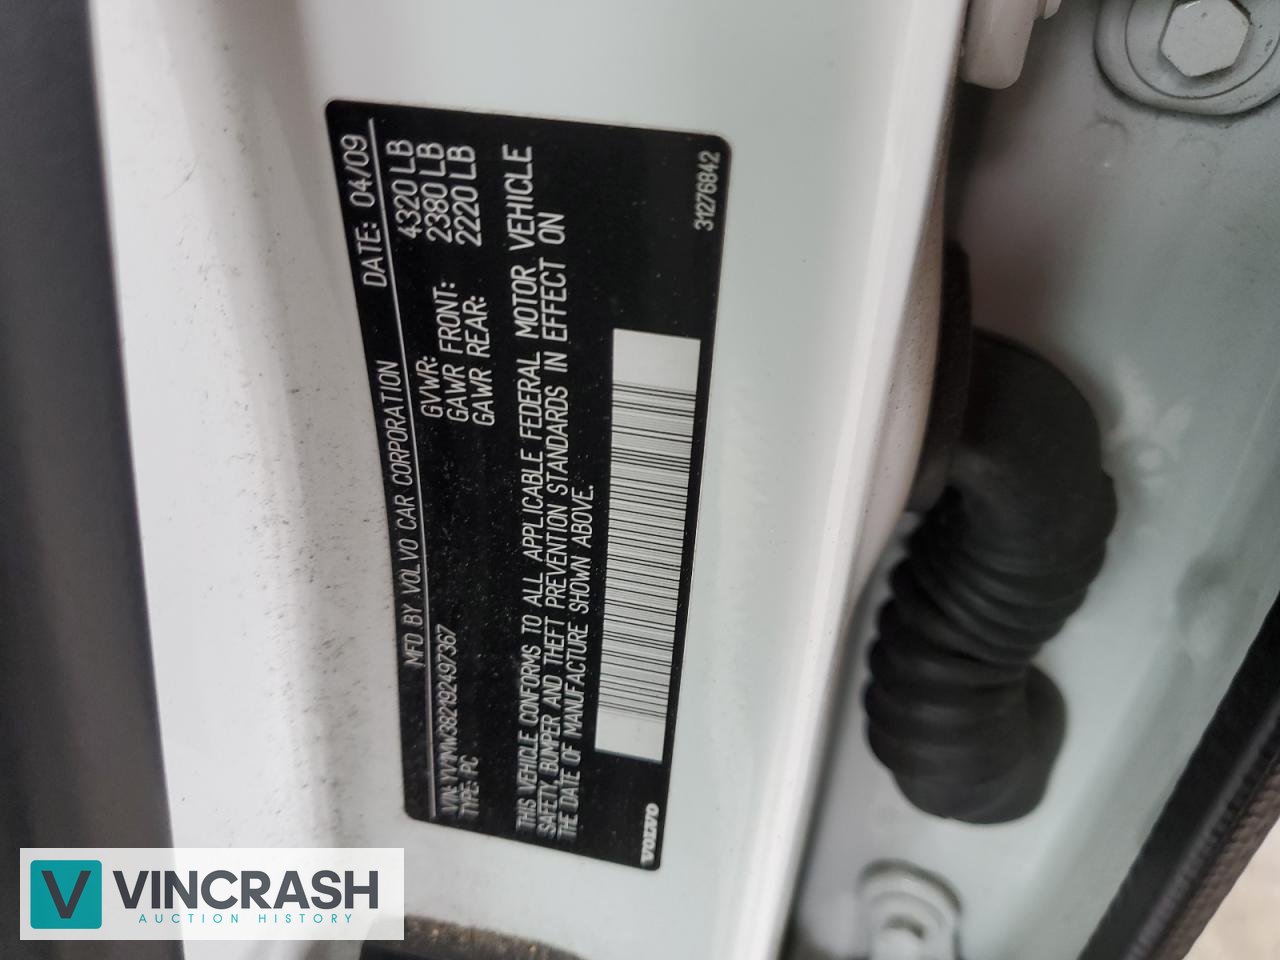 MFD BY VOLVO CAR CORPORATION DATE: 04/09
VIN: YV1MW382192497367 GVWR: 4320 LB
TYPE: PC GAWR FRONT: 2380 LB
GAWR REAR: 2220 LB
THIS VEHICLE CONFORMS TO ALL APPLICABLE FEDERAL MOTOR VEHICLE
SAFETY, BUMPER AND THEFT PREVENTION STANDARDS IN EFFECT ON
THE DATE OF MANUFACTURE SHOWN ABOVE.
VOLVO 31276842
V VINCRASH
AUCTION HISTORY